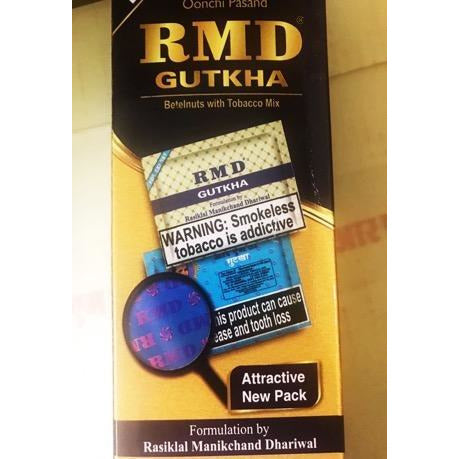 Oonchi Pasand
RMD®
GUTKHA
Betelnuts with Tobacco Mix
RMD
GUTKHA
Formulation by
Rasiklal Manikchand Dhariwal
WARNING: Smokeless
tobacco is addictive
गुटखा
his product can cause
ease and tooth loss
RMD
Attractive
New Pack
Formulation by
Rasiklal Manikchand Dhariwal